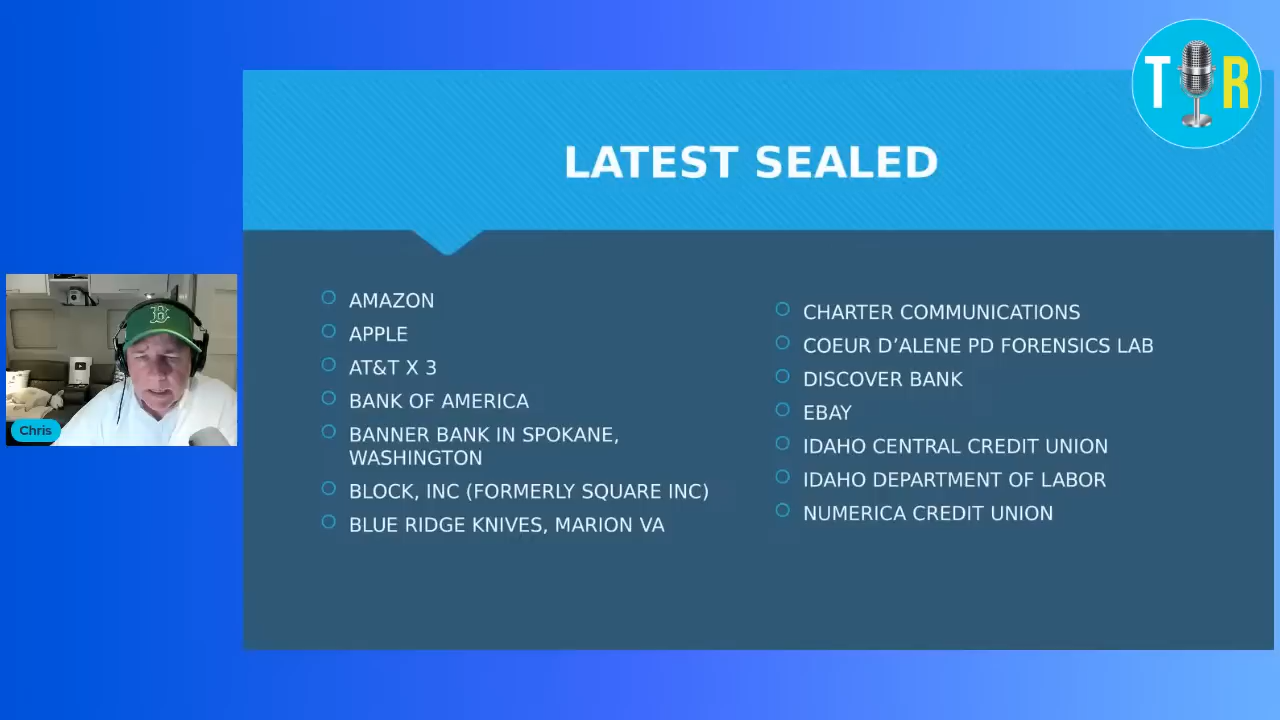 T R
LATEST SEALED
AMAZON
APPLE
AT&T X 3
BANK OF AMERICA
BANNER BANK IN SPOKANE,
WASHINGTON
BLOCK, INC (FORMERLY SQUARE INC)
BLUE RIDGE KNIVES, MARION VA
CHARTER COMMUNICATIONS
COEUR D’ALENE PD FORENSICS LAB
DISCOVER BANK
EBAY
IDAHO CENTRAL CREDIT UNION
IDAHO DEPARTMENT OF LABOR
NUMERICA CREDIT UNION
B
Chris